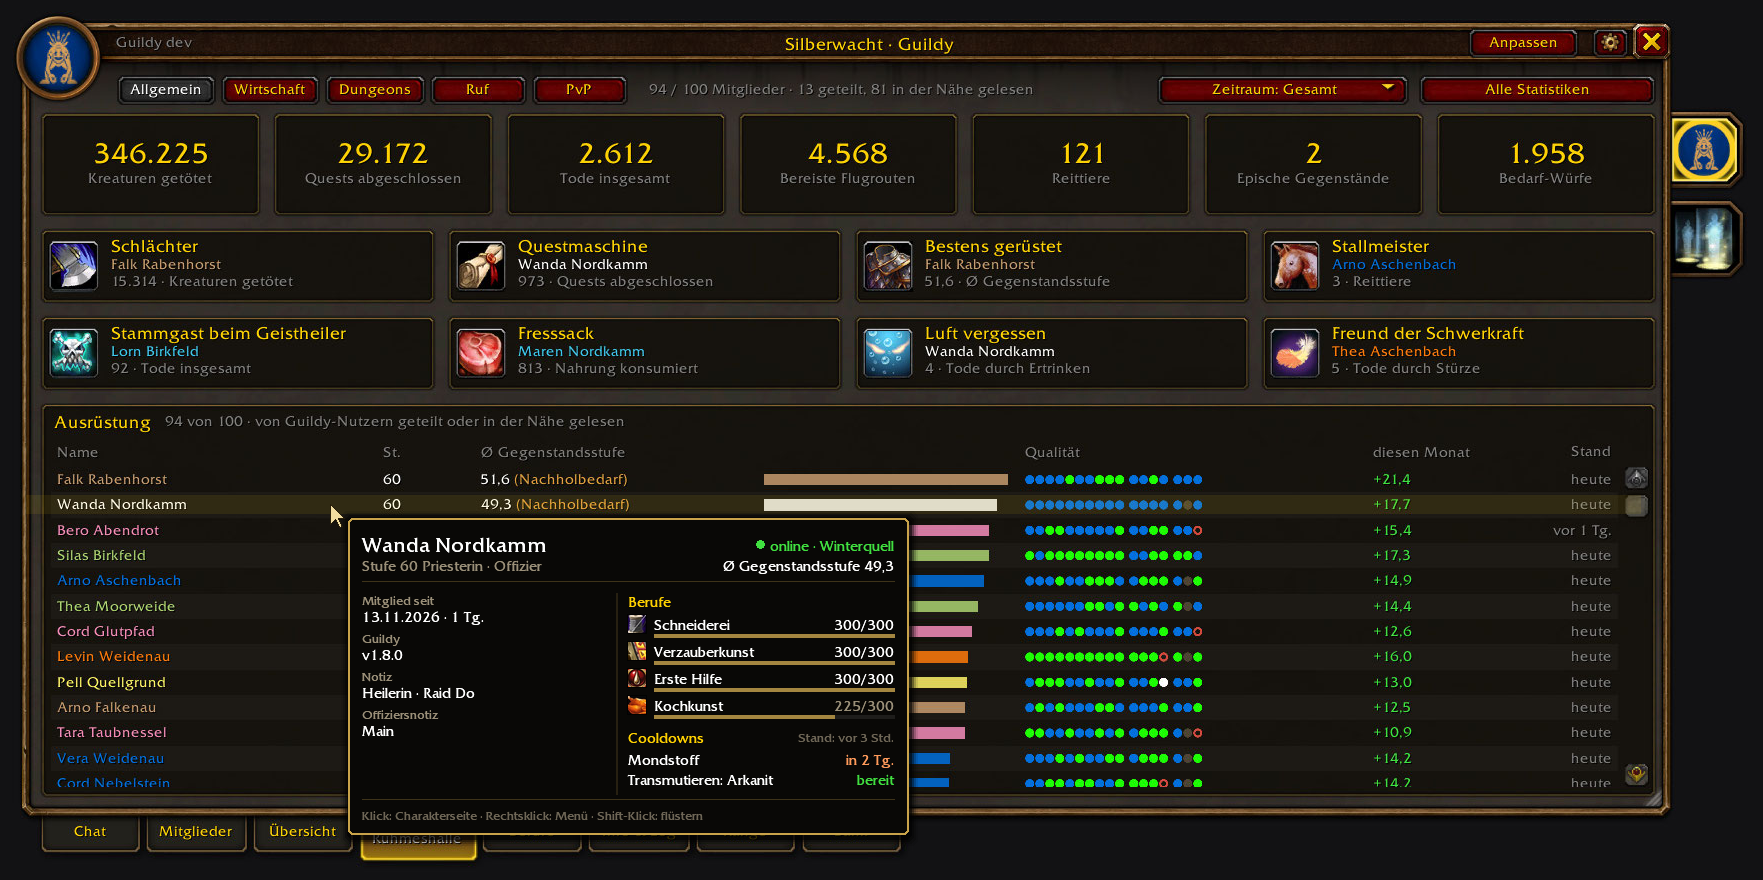 Guildy dev
Silberwacht · Guildy
Anpassen
Allgemein
Wirtschaft
Dungeons
Ruf
PvP
94 / 100 Mitglieder · 13 geteilt, 81 in der Nähe gelesen
Zeitraum: Gesamt
Alle Statistiken
346.225
Kreaturen getötet
29.172
Quests abgeschlossen
2.612
Tode insgesamt
4.568
Bereiste Flugrouten
121
Reittiere
2
Epische Gegenstände
1.958
Bedarf-Würfe
Schlächter
Falk Rabenhorst
15.314 · Kreaturen getötet
Questmaschine
Wanda Nordkamm
973 · Quests abgeschlossen
Bestens gerüstet
Falk Rabenhorst
51,6 · Ø Gegenstandsstufe
Stallmeister
Arno Aschenbach
3 · Reittiere
Stammgast beim Geistheiler
Lorn Birkfeld
92 · Tode insgesamt
Fresssack
Maren Nordkamm
813 · Nahrung konsumiert
Luft vergessen
Wanda Nordkamm
4 · Tode durch Ertrinken
Freund der Schwerkraft
Thea Aschenbach
5 · Tode durch Stürze
Ausrüstung 94 von 100 · von Guildy-Nutzern geteilt oder in der Nähe gelesen
Name St. Ø Gegenstandsstufe Qualität diesen Monat Stand
Falk Rabenhorst 60 51,6 (Nachholbedarf) +21,4 heute
Wanda Nordkamm 60 49,3 (Nachholbedarf) +17,7 heute
Bero Abendrot +15,4 vor 1 Tg.
Silas Birkfeld +17,3 heute
Arno Aschenbach +14,9 heute
Thea Moorweide +14,4 heute
Cord Glutpfad +12,6 heute
Levin Weidenau +16,0 heute
Pell Quellgrund +13,0 heute
Arno Falkenau +12,5 heute
Tara Taubnessel +10,9 heute
Vera Weidenau +14,2 heute
Cord Nebelstein +14,2 heute
Wanda Nordkamm
online · Winterquell
Stufe 60 Priesterin · Offizier
Ø Gegenstandsstufe 49,3
Mitglied seit
13.11.2026 · 1 Tg.
Guildy
v1.8.0
Notiz
Heilerin · Raid Do
Offiziersnotiz
Main
Berufe
Schneiderei 300/300
Verzauberkunst 300/300
Erste Hilfe 300/300
Kochkunst 225/300
Cooldowns Stand: vor 3 Std.
Mondstoff in 2 Tg.
Transmutieren: Arkanit bereit
Klick: Charakterseite · Rechtsklick: Menü · Shift-Klick: flüstern
Chat
Mitglieder
Übersicht
Ruhmeshalle